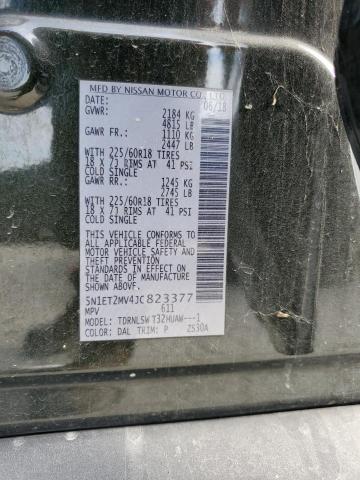 MFD BY NISSAN MOTOR CO., LTD.
DATE: 06/18
GVWR: 2184 KG
4815 LB
GAWR FR.: 1110 KG
2447 LB
WITH 225/60R18 TIRES
18 X 7J RIMS AT 41 PSI
COLD SINGLE
GAWR RR.: 1245 KG
2745 LB
WITH 225/60R18 TIRES
18 X 7J RIMS AT 41 PSI
COLD SINGLE
THIS VEHICLE CONFORMS TO ALL
APPLICABLE FEDERAL
MOTOR VEHICLE SAFETY
AND THEFT PREVENTION
STANDARDS IN EFFECT ON
THE DATE OF MANUFACTURE
SHOWN ABOVE.
5N1ET2MV4JC823377
MPV 611
MODEL: TDRNLSW T32HUAW---1
COLOR: DAL TRIM: P ZS30A